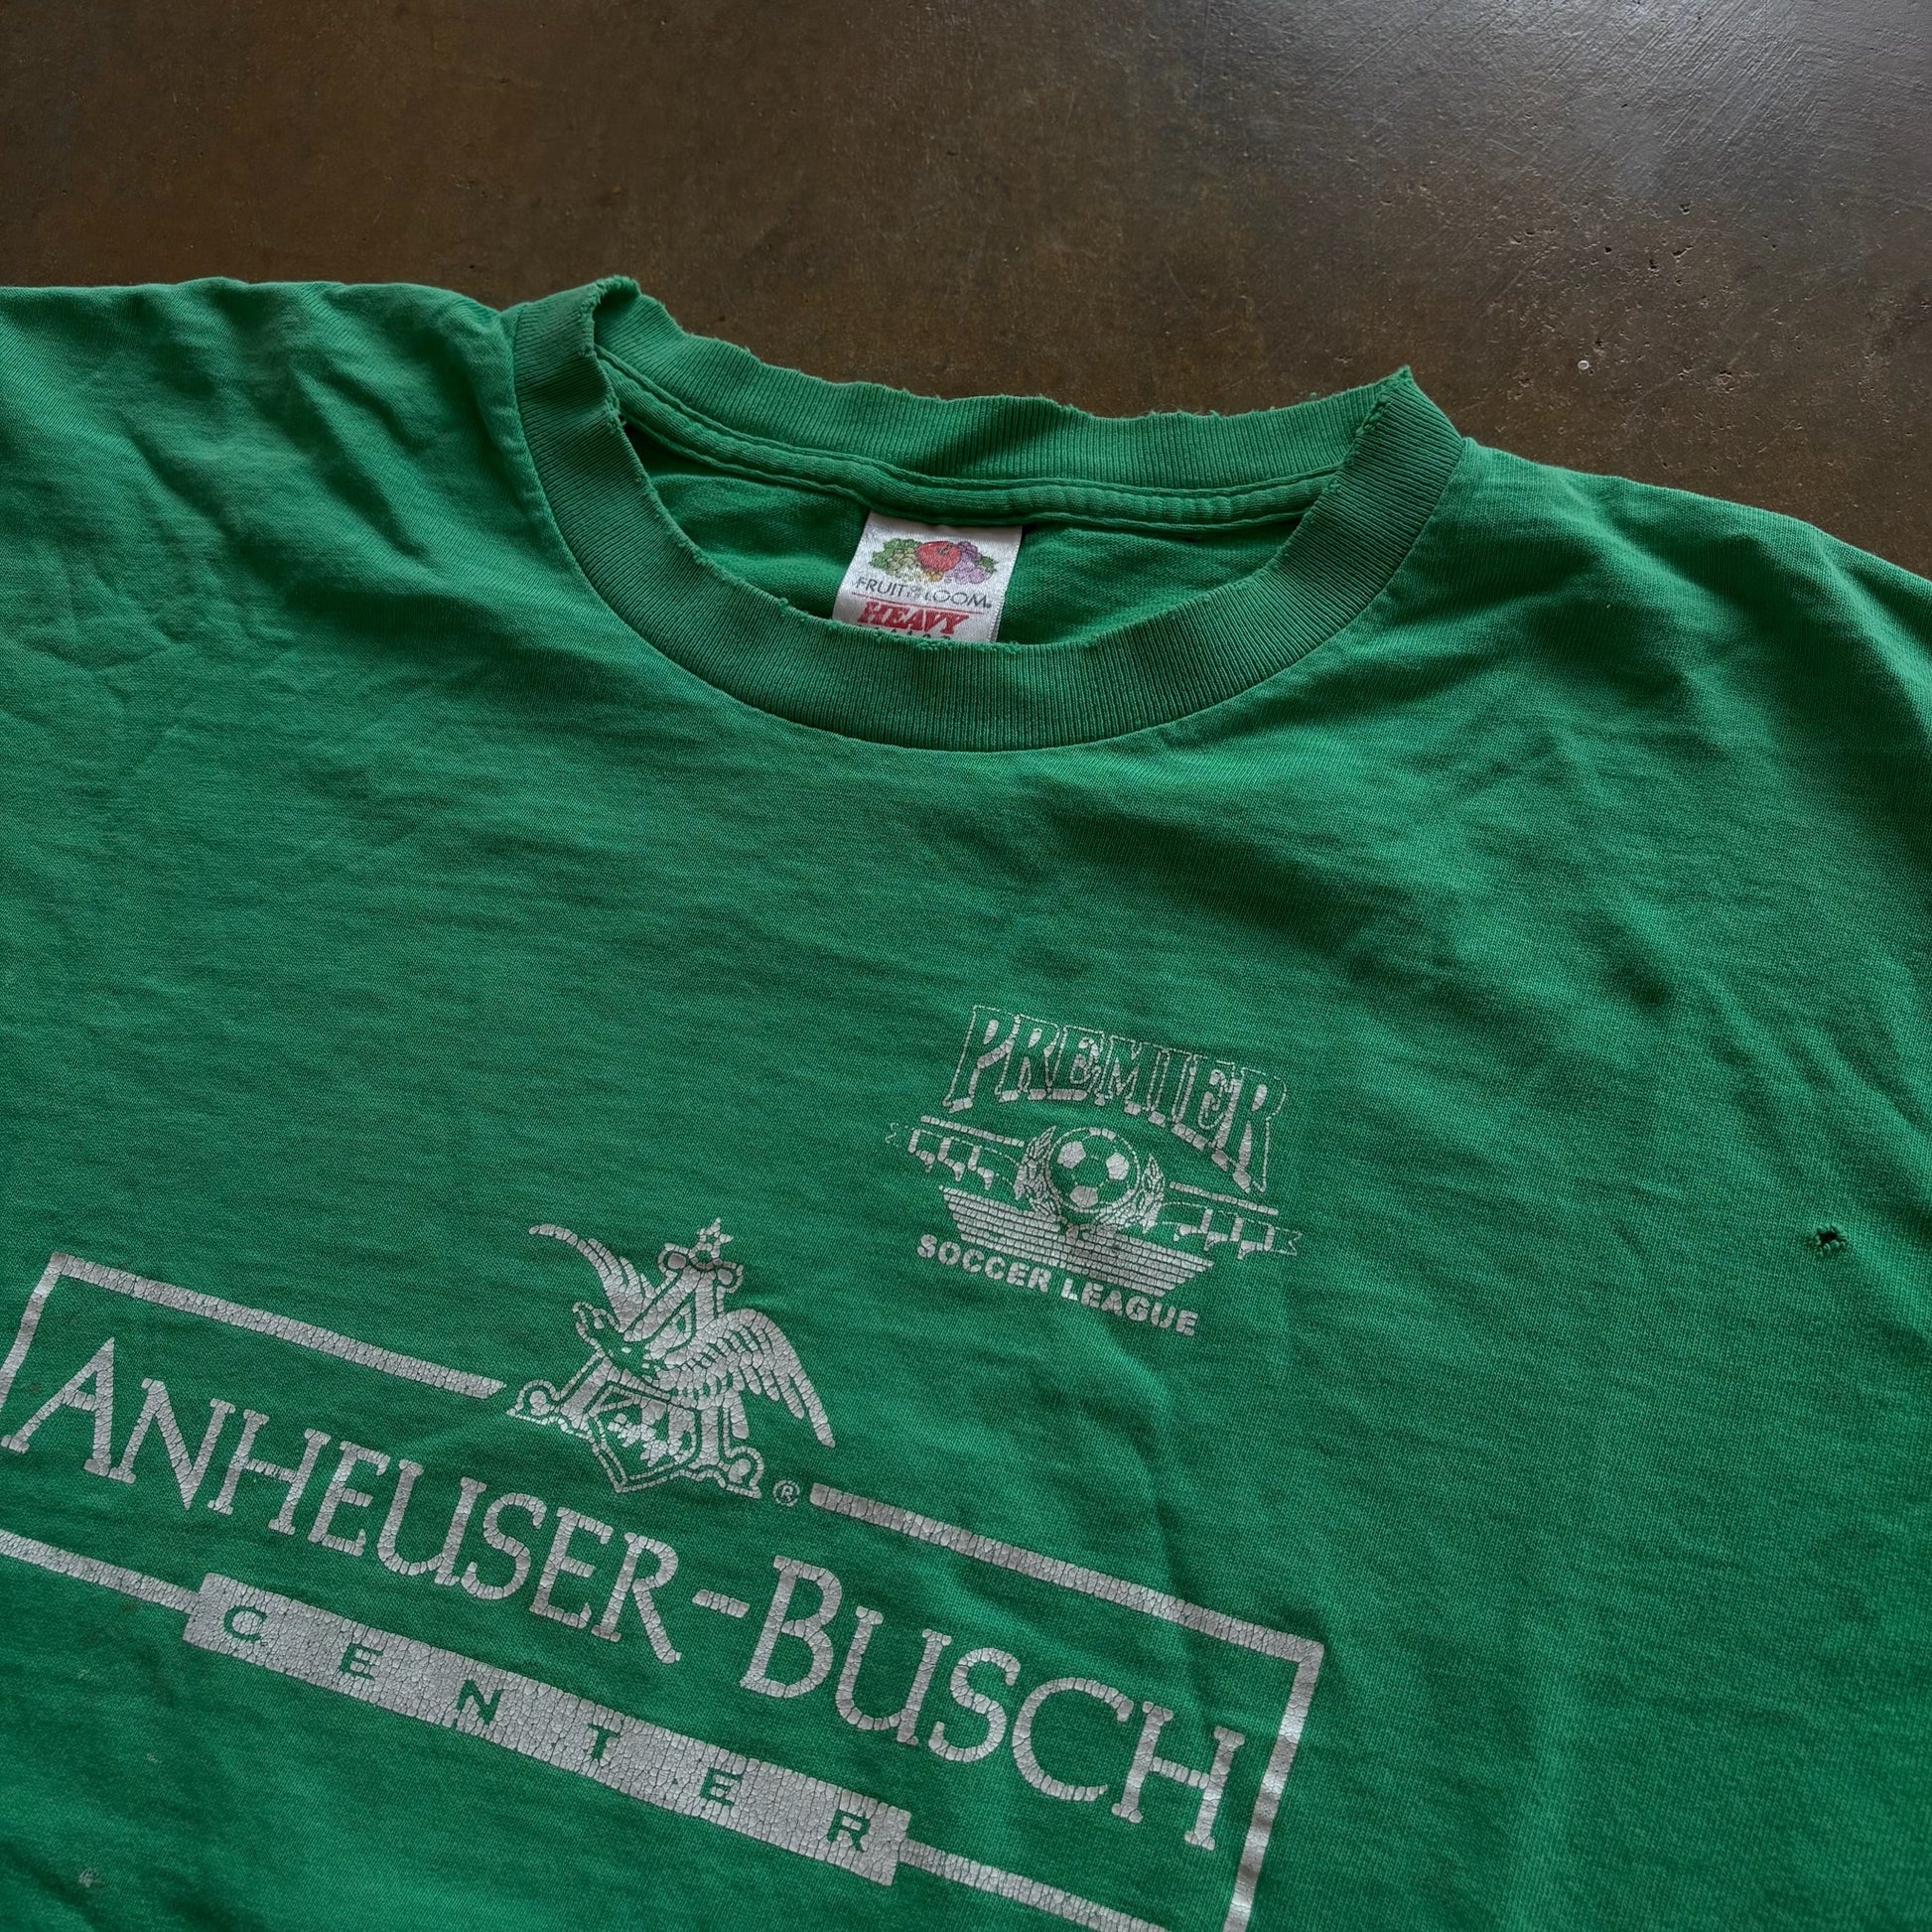 FRUIT OF THE LOOM®
HEAVY
PREMIER
SOCCER LEAGUE
®
ANHEUSER-BUSCH
CENTER